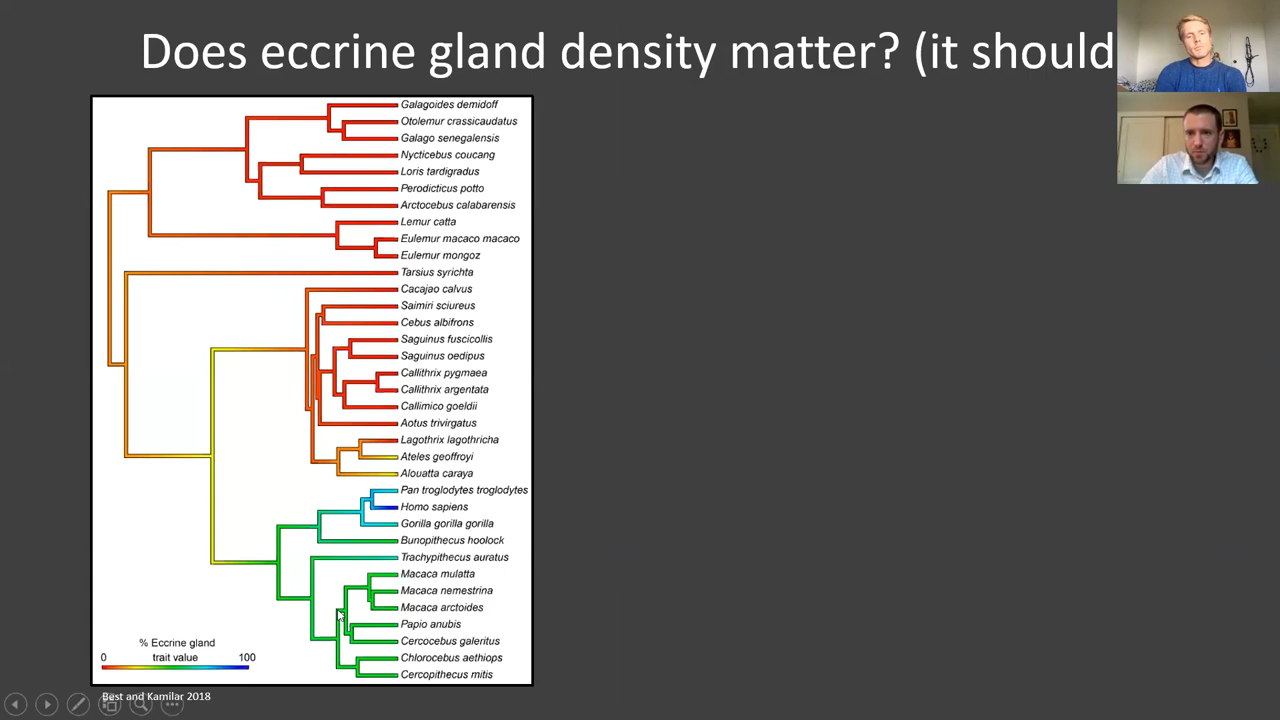 Does eccrine gland density matter? (it should
Galagoides demidoff
Otolemur crassicaudatus
Galago senegalensis
Nycticebus coucang
Loris tardigradus
Perodicticus potto
Arctocebus calabarensis
Lemur catta
Eulemur macaco macaco
Eulemur mongoz
Tarsius syrichta
Cacajao calvus
Saimiri sciureus
Cebus albifrons
Saguinus fuscicollis
Saguinus oedipus
Callithrix pygmaea
Callithrix argentata
Callimico goeldii
Aotus trivirgatus
Lagothrix lagothricha
Ateles geoffroyi
Alouatta caraya
Pan troglodytes troglodytes
Homo sapiens
Gorilla gorilla gorilla
Bunopithecus hoolock
Trachypithecus auratus
Macaca mulatta
Macaca nemestrina
Macaca arctoides
Papio anubis
Cercocebus galeritus
Chlorocebus aethiops
Cercopithecus mitis
% Eccrine gland
0 trait value 100
Best and Kamilar 2018